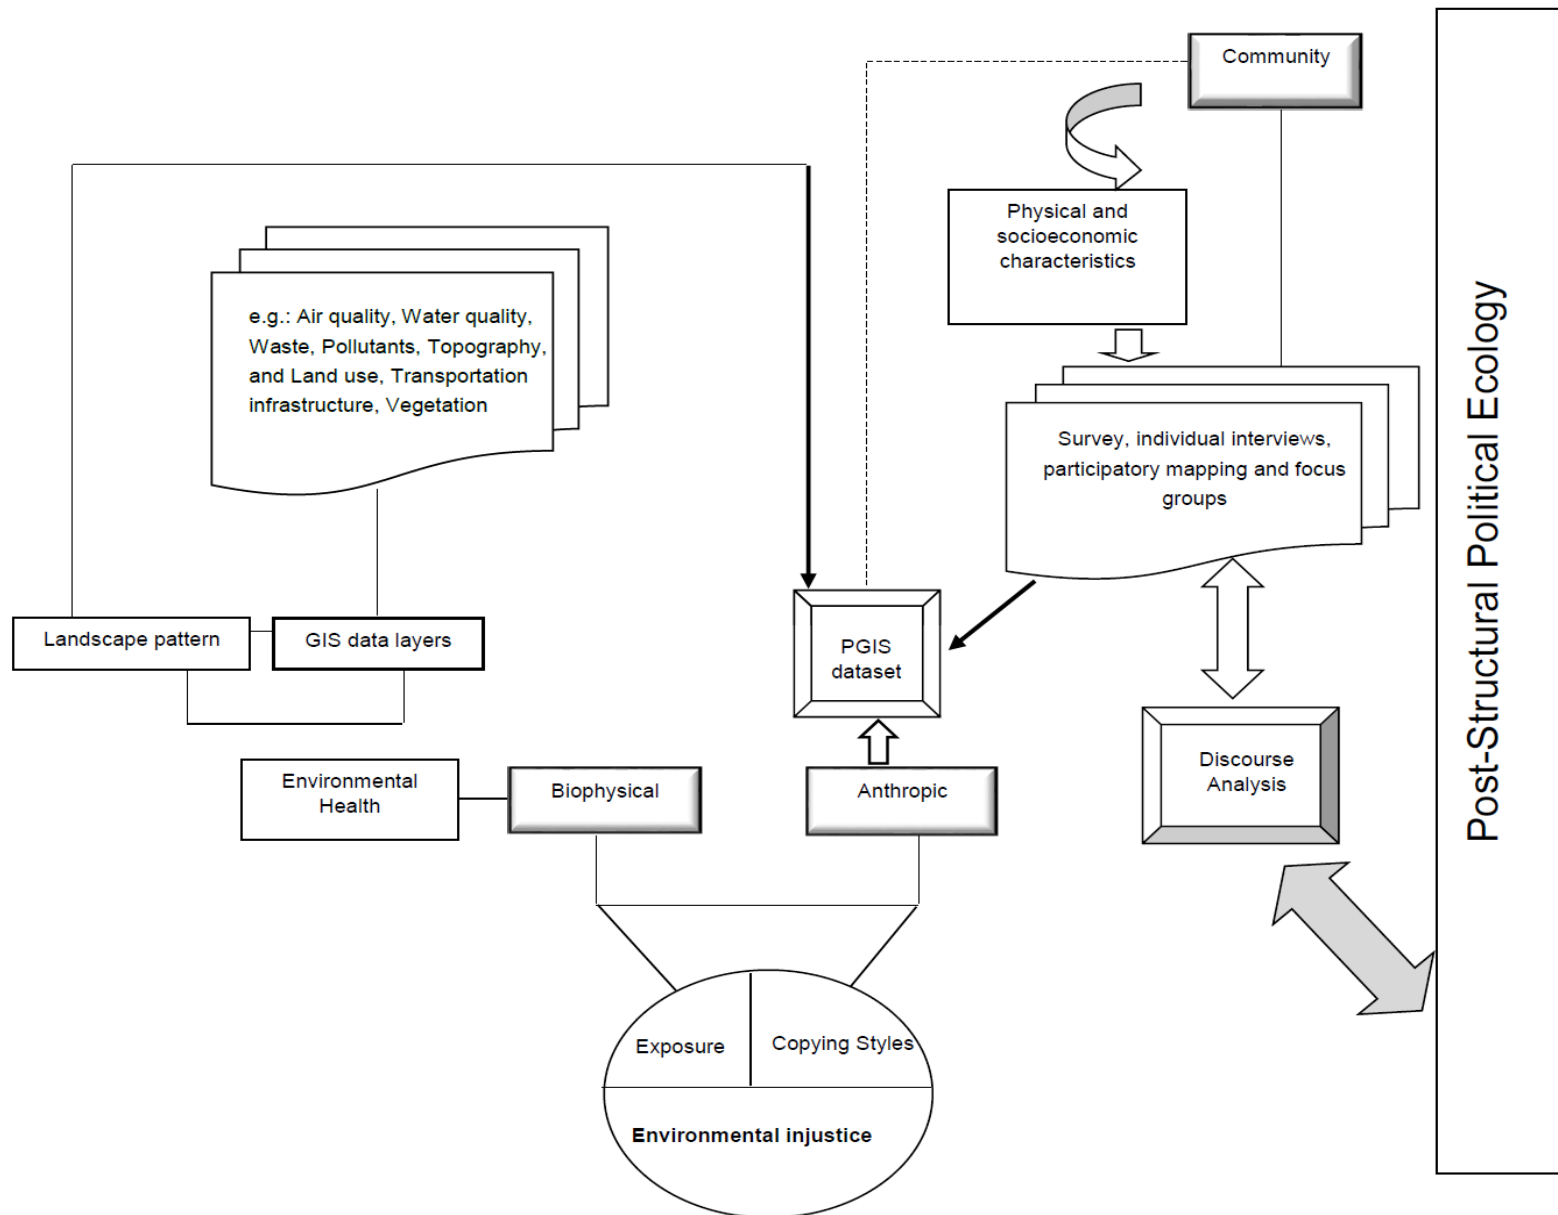 Community
Physical and
socioeconomic
characteristics
e.g.: Air quality, Water quality,
Waste, Pollutants, Topography,
and Land use, Transportation
infrastructure, Vegetation
Survey, individual interviews,
participatory mapping and focus
groups
Landscape pattern
GIS data layers
PGIS
dataset
Environmental
Health
Biophysical
Anthropic
Discourse
Analysis
Exposure
Copying Styles
Environmental injustice
Post-Structural Political Ecology